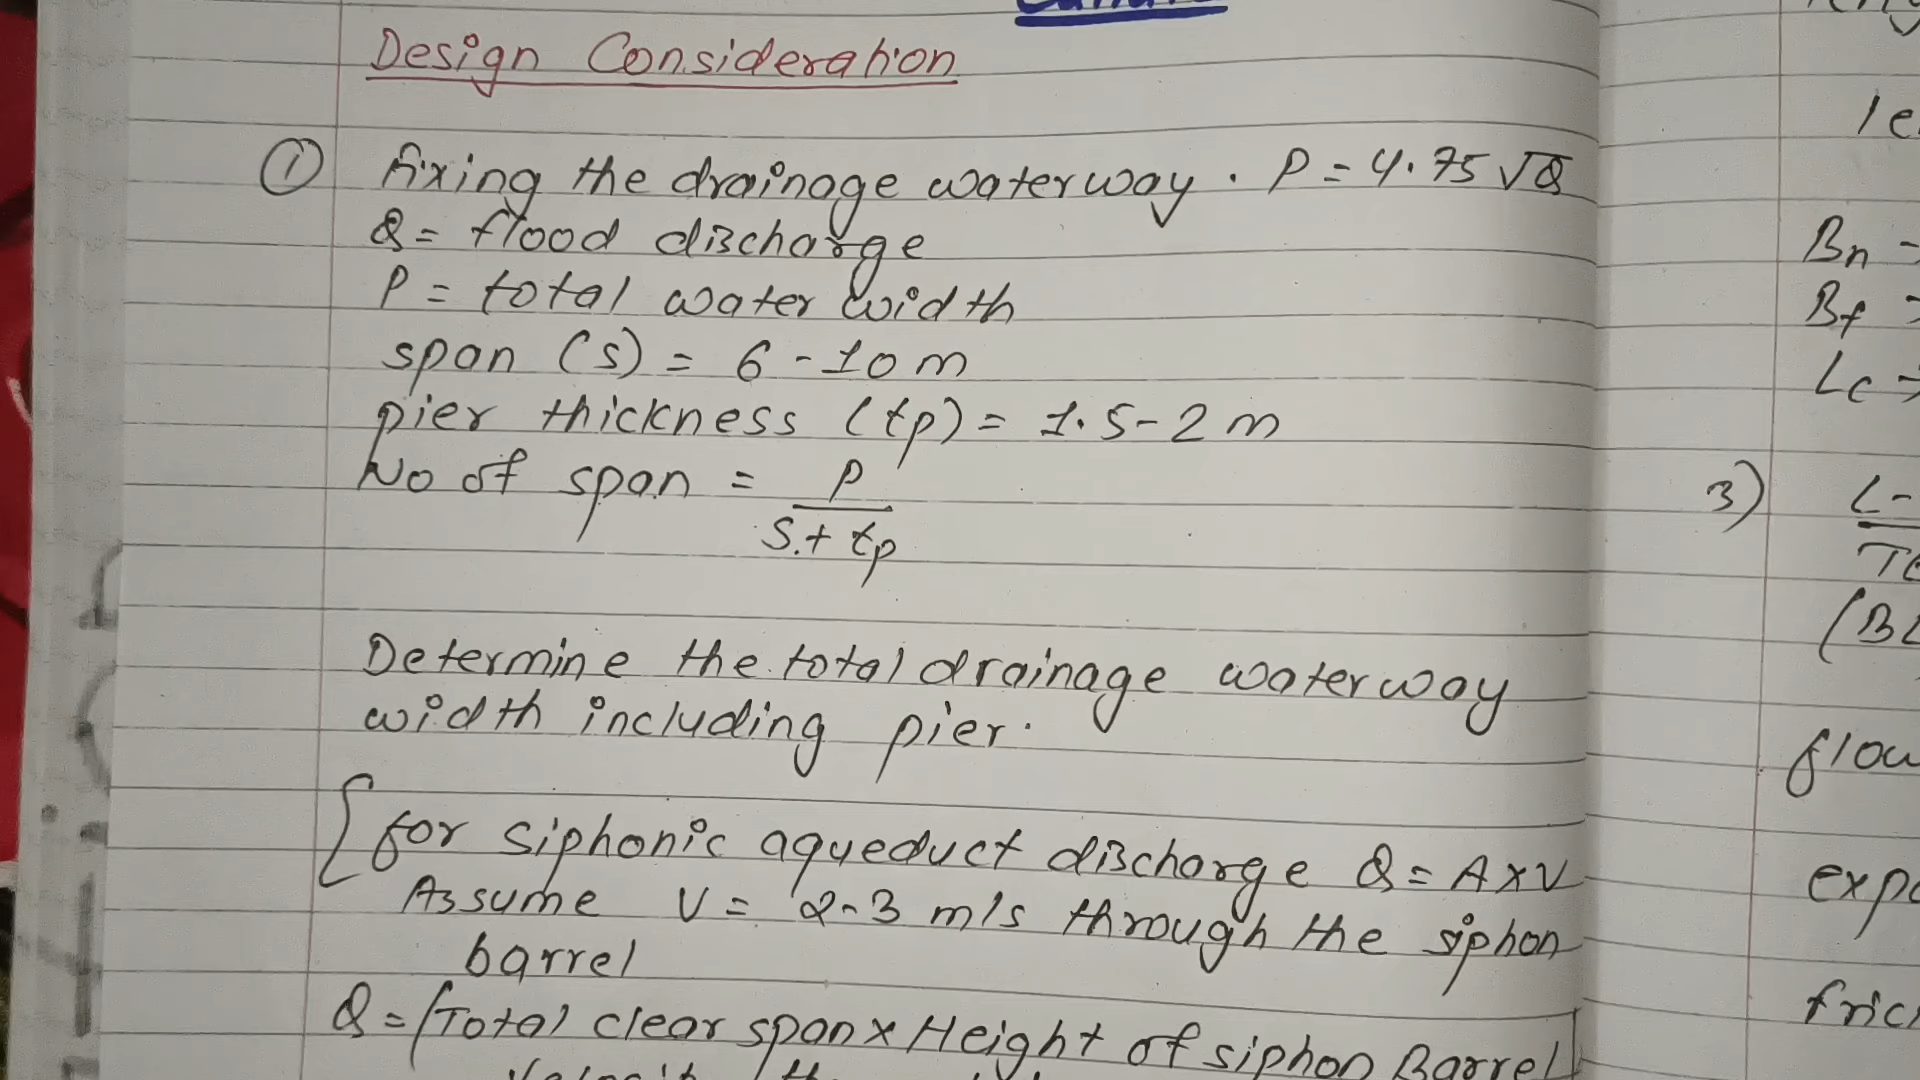 Design Consideration
① fixing the drainage waterway . P = 4.75 √Q
Q = flood discharge
P = total water width
span (s) = 6 - 10 m
pier thickness (tp) = 1.5 - 2 m
No of span = P
S + tp
Determine the total drainage waterway
width including pier.
for siphonic aqueduct discharge Q = A x V
Assume V = 2-3 m/s through the siphon
barrel
Q = (Total clear span x Height of siphon Barrel)
Bn
Bf
Lc
3) L -
flow